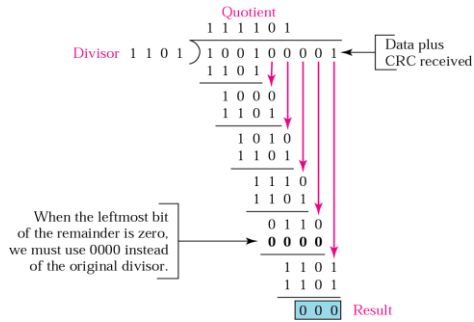 Quotient
1 1 1 1 0 1
Divisor 1 1 0 1 1 0 0 1 0 0 0 0 1
Data plus
CRC received
1 1 0 1
1 0 0 0
1 1 0 1
1 0 1 0
1 1 0 1
1 1 1 0
1 1 0 1
When the leftmost bit
of the remainder is zero,
we must use 0000 instead
of the original divisor.
0 1 1 0
0 0 0 0
1 1 0 1
1 1 0 1
0 0 0 Result